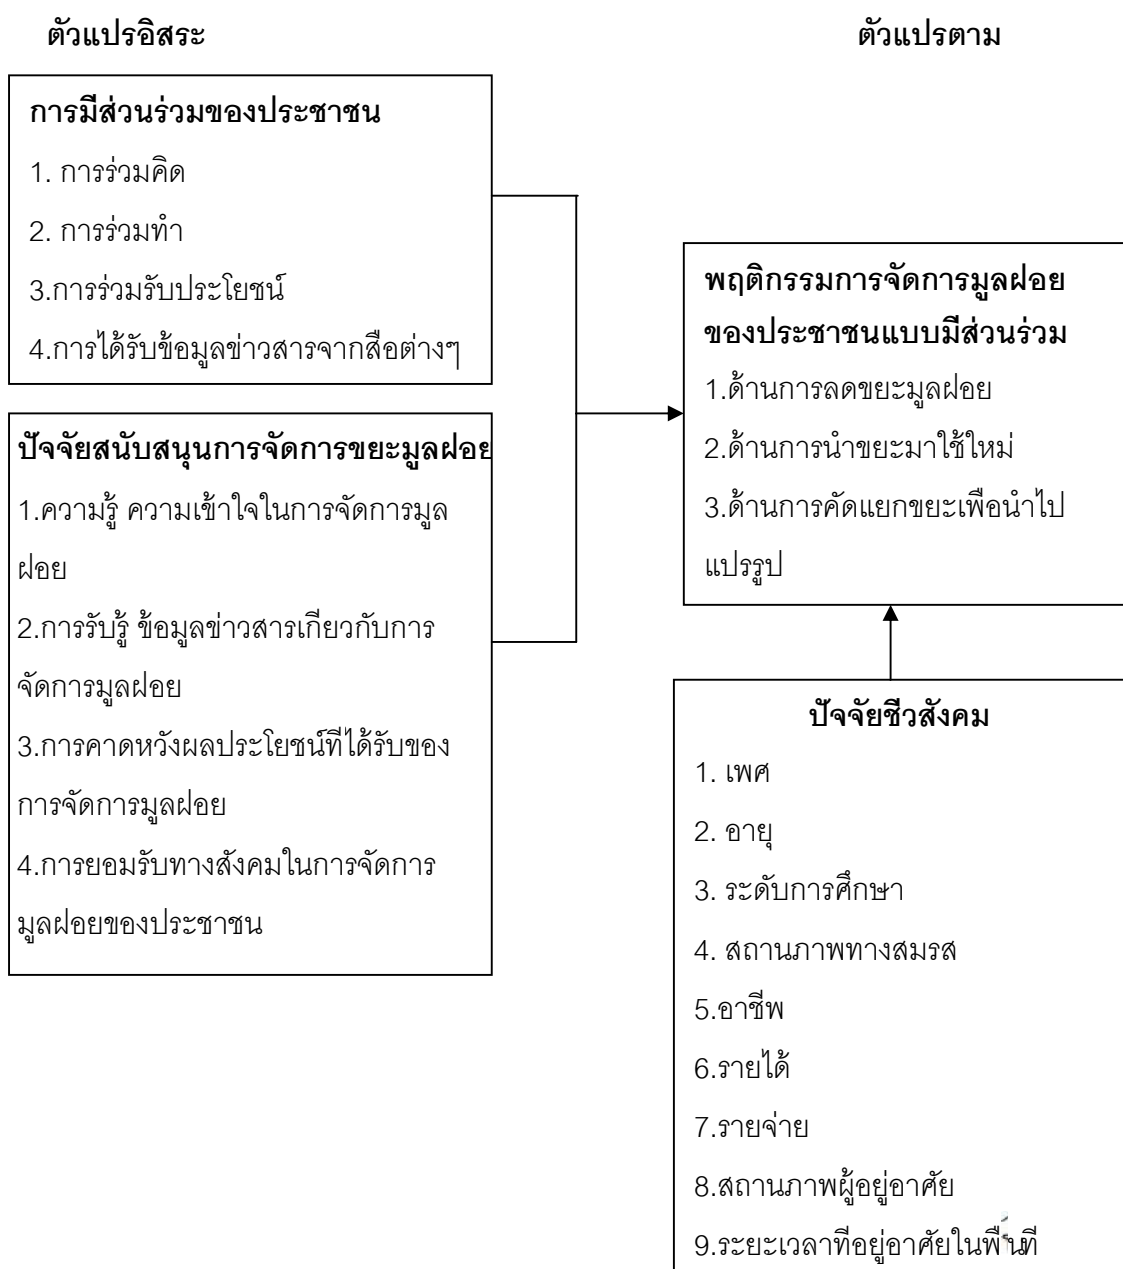 ตัวแปรอิสระ
ตัวแปรตาม
การมีส่วนร่วมของประชาชน
1. การร่วมคิด
2. การร่วมทำ
3.การร่วมรับประโยชน์
4.การได้รับข้อมูลข่าวสารจากสือต่างๆ
ปัจจัยสนับสนุนการจัดการขยะมูลฝอย
1.ความรู้ ความเข้าใจในการจัดการมูล
ฝอย
2.การรับรู้ ข้อมูลข่าวสารเกียวกับการ
จัดการมูลฝอย
3.การคาดหวังผลประโยชน์ทีได้รับของ
การจัดการมูลฝอย
4.การยอมรับทางสังคมในการจัดการ
มูลฝอยของประชาชน
พฤติกรรมการจัดการมูลฝอย
ของประชาชนแบบมีส่วนร่วม
1.ด้านการลดขยะมูลฝอย
2.ด้านการนำขยะมาใช้ใหม่
3.ด้านการคัดแยกขยะเพือนำไป
แปรรูป
ปัจจัยชีวสังคม
1. เพศ
2. อายุ
3. ระดับการศึกษา
4. สถานภาพทางสมรส
5.อาชีพ
6.รายได้
7.รายจ่าย
8.สถานภาพผู้อยู่อาศัย
9.ระยะเวลาทีอยู่อาศัยในพื้นที